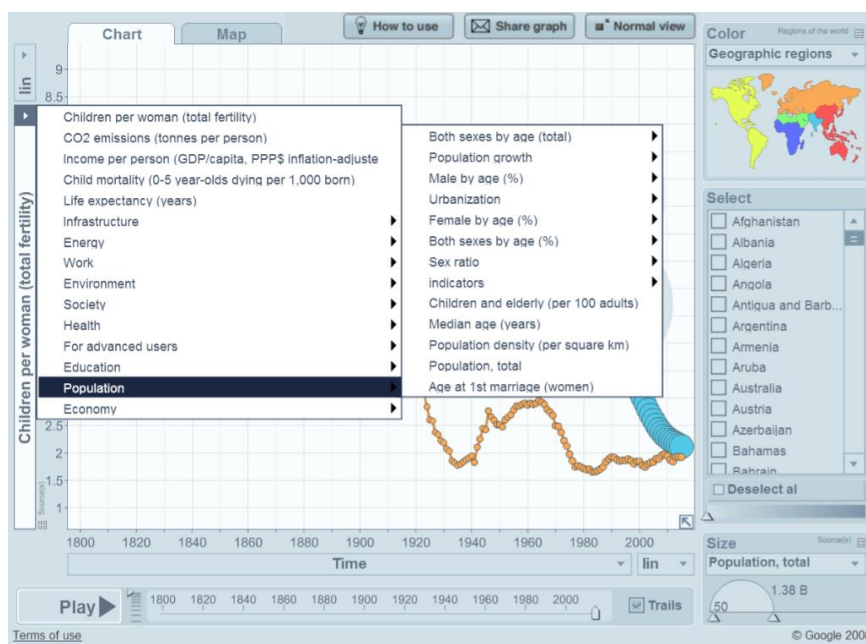 Chart
Map
How to use
Share graph
Normal view
lin
Children per woman (total fertility)
9
8.5
2.5
2
1.5
1
Source(s)
Children per woman (total fertility)
CO2 emissions (tonnes per person)
Income per person (GDP/capita, PPP$ inflation-adjuste
Child mortality (0-5 year-olds dying per 1,000 born)
Life expectancy (years)
Infrastructure
Energy
Work
Environment
Society
Health
For advanced users
Education
Population
Economy
Both sexes by age (total)
Population growth
Male by age (%)
Urbanization
Female by age (%)
Both sexes by age (%)
Sex ratio
indicators
Children and elderly (per 100 adults)
Median age (years)
Population density (per square km)
Population, total
Age at 1st marriage (women)
1800 1820 1840 1860 1880 1900 1920 1940 1960 1980 2000
Time
lin
Play
1800 1820 1840 1860 1880 1900 1920 1940 1960 1980 2000
Trails
Terms of use
Color
Regions of the world
Geographic regions
Select
Afghanistan
Albania
Algeria
Angola
Antigua and Barb...
Argentina
Armenia
Aruba
Australia
Austria
Azerbaijan
Bahamas
Bahrain
Deselect al
Size
Source(s)
Population, total
1.38 B
50
© Google 200